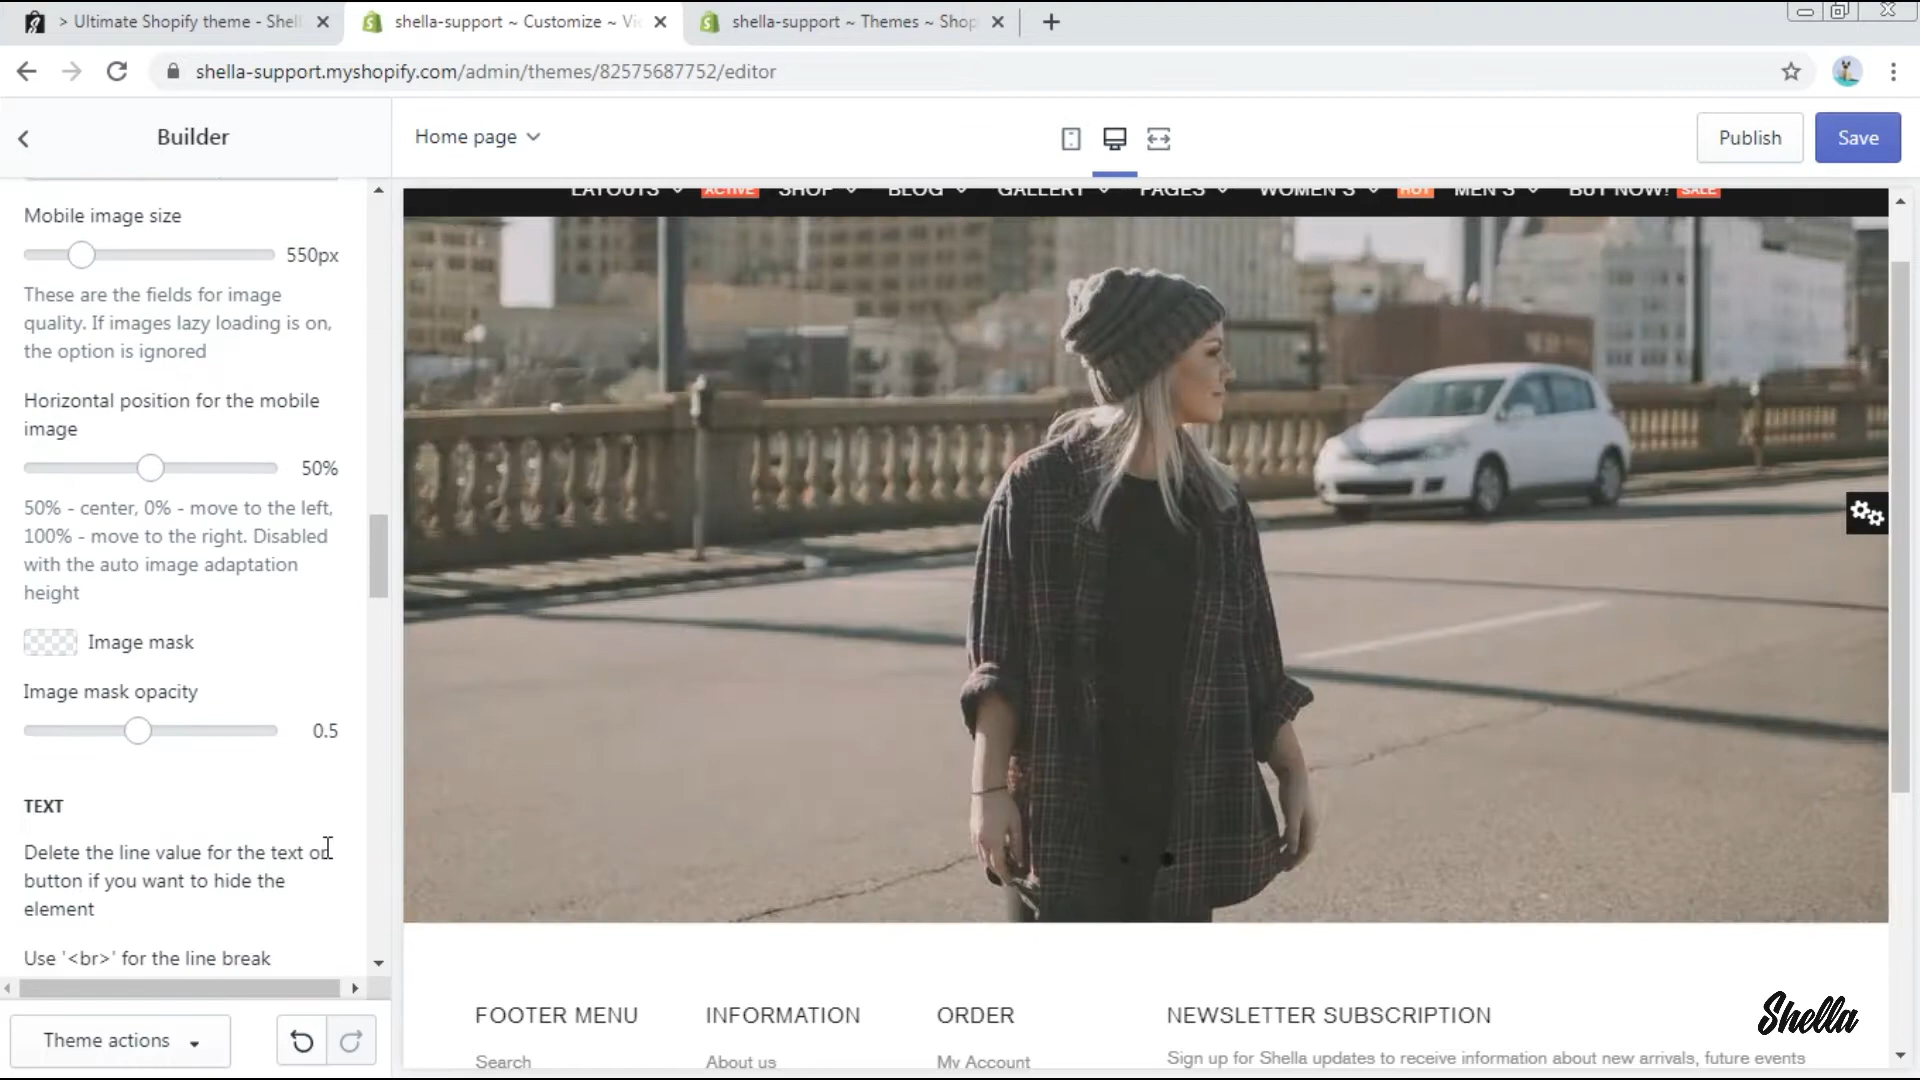 > Ultimate Shopify theme - Shell
shella-support ~ Customize ~ Vi
shella-support ~ Themes ~ Shop
shella-support.myshopify.com/admin/themes/82575687752/editor
Builder
Home page
Publish
Save
LAYOUTS
ACTIVE
SHOP
BLOG
GALLERY
PAGES
WOMEN'S
HOT
MEN'S
BUY NOW!
SALE
Mobile image size
550px
These are the fields for image
quality. If images lazy loading is on,
the option is ignored
Horizontal position for the mobile
image
50%
50% - center, 0% - move to the left,
100% - move to the right. Disabled
with the auto image adaptation
height
Image mask
Image mask opacity
0.5
TEXT
Delete the line value for the text or
button if you want to hide the
element
Use '<br>' for the line break
Theme actions
FOOTER MENU
Search
INFORMATION
About us
ORDER
My Account
NEWSLETTER SUBSCRIPTION
Sign up for Shella updates to receive information about new arrivals, future events
Shella